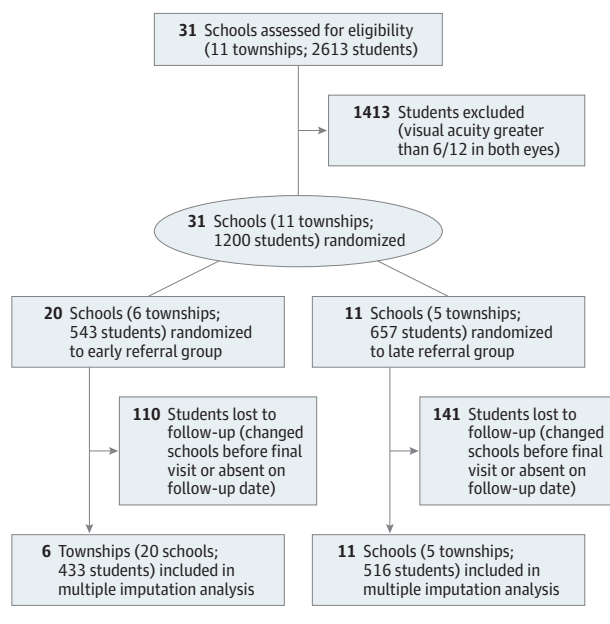 31 Schools assessed for eligibility
(11 townships; 2613 students)
1413 Students excluded
(visual acuity greater
than 6/12 in both eyes)
31 Schools (11 townships;
1200 students) randomized
20 Schools (6 townships;
543 students) randomized
to early referral group
11 Schools (5 townships;
657 students) randomized
to late referral group
110 Students lost to
follow-up (changed
schools before final
visit or absent on
follow-up date)
141 Students lost to
follow-up (changed
schools before final
visit or absent on
follow-up date)
6 Townships (20 schools;
433 students) included in
multiple imputation analysis
11 Schools (5 townships;
516 students) included in
multiple imputation analysis